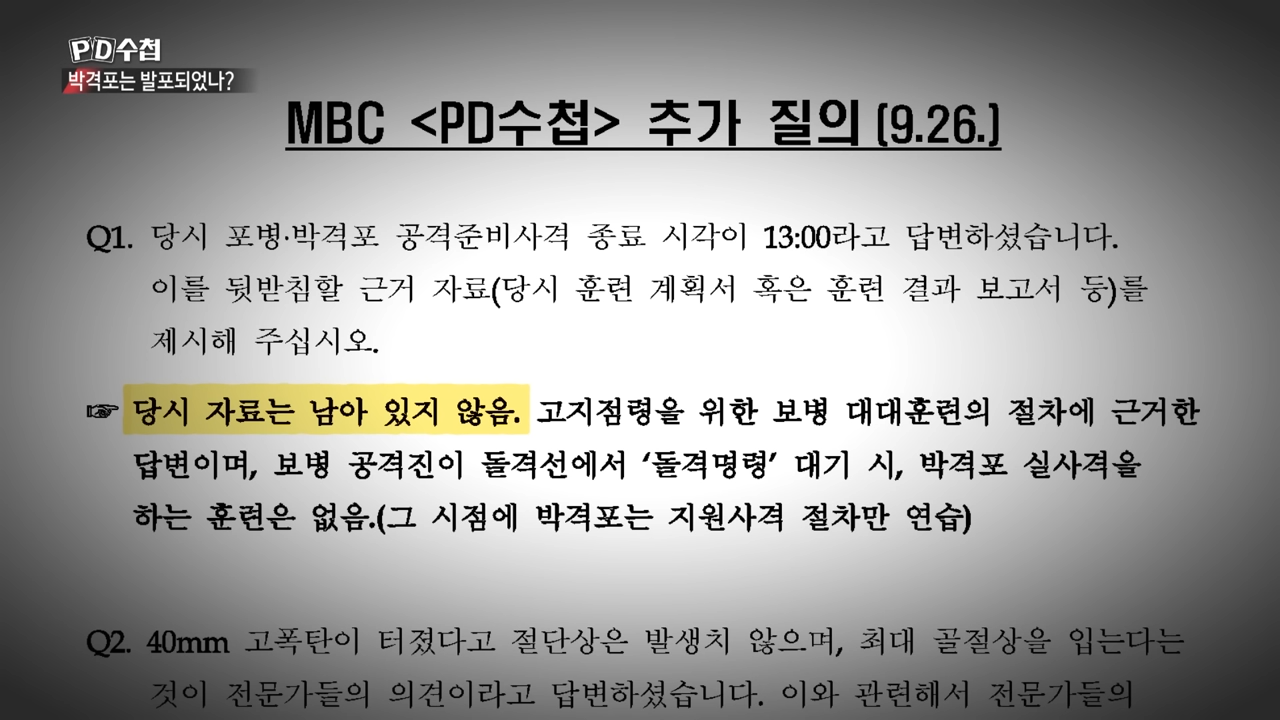 PD수첩
박격포는 발포되었나?
MBC <PD수첩> 추가 질의(9.26.)
Q1. 당시 포병·박격포 공격준비사격 종료 시각이 13:00라고 답변하셨습니다.
이를 뒷받침할 근거 자료(당시 훈련 계획서 혹은 훈련 결과 보고서 등)를
제시해 주십시오.
☞ 당시 자료는 남아 있지 않음. 고지점령을 위한 보병 대대훈련의 절차에 근거한
답변이며, 보병 공격진이 돌격선에서 ‘돌격명령’ 대기 시, 박격포 실사격을
하는 훈련은 없음.(그 시점에 박격포는 지원사격 절차만 연습)
Q2. 40mm 고폭탄이 터졌다고 절단상은 발생치 않으며, 최대 골절상을 입는다는
것이 전문가들의 의견이라고 답변하셨습니다. 이와 관련해서 전문가들의